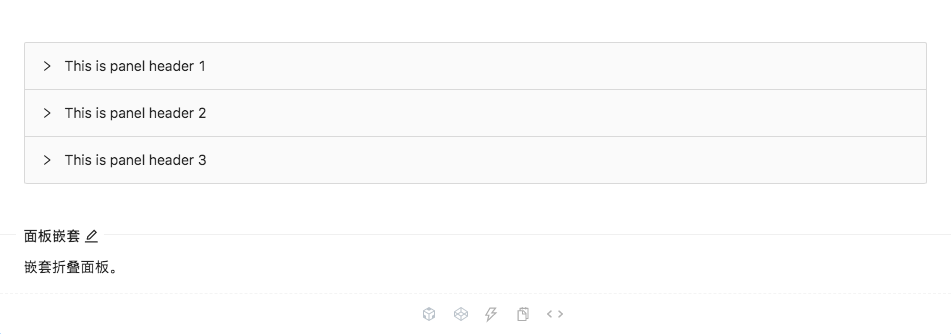 This is panel header 1
This is panel header 2
This is panel header 3
面板嵌套
嵌套折叠面板。